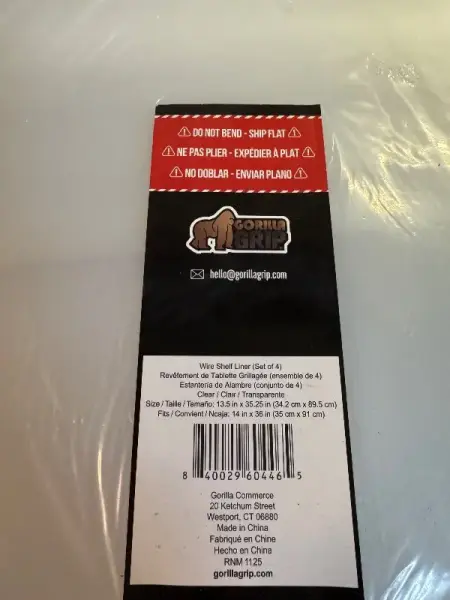 DO NOT BEND - SHIP FLAT
NE PAS PLIER - EXPÉDIER À PLAT
NO DOBLAR - ENVIAR PLANO
GORILLA
GRIP
hello@gorillagrip.com
Wire Shelf Liner (Set of 4)
Revêtement de Tablette Grillagée (ensemble de 4)
Estantería de Alambre (conjunto de 4)
Clear / Clair / Transparente
Size / Taille / Tamaño: 13.5 in x 35.25 in (34.2 cm x 89.5 cm)
Fits / Convient / Ncaja: 14 in x 36 in (35 cm x 91 cm)
8 40029 60446 5
Gorilla Commerce
20 Ketchum Street
Westport, CT 06880
Made in China
Fabriqué en Chine
Hecho en China
RNM 1125
gorillagrip.com